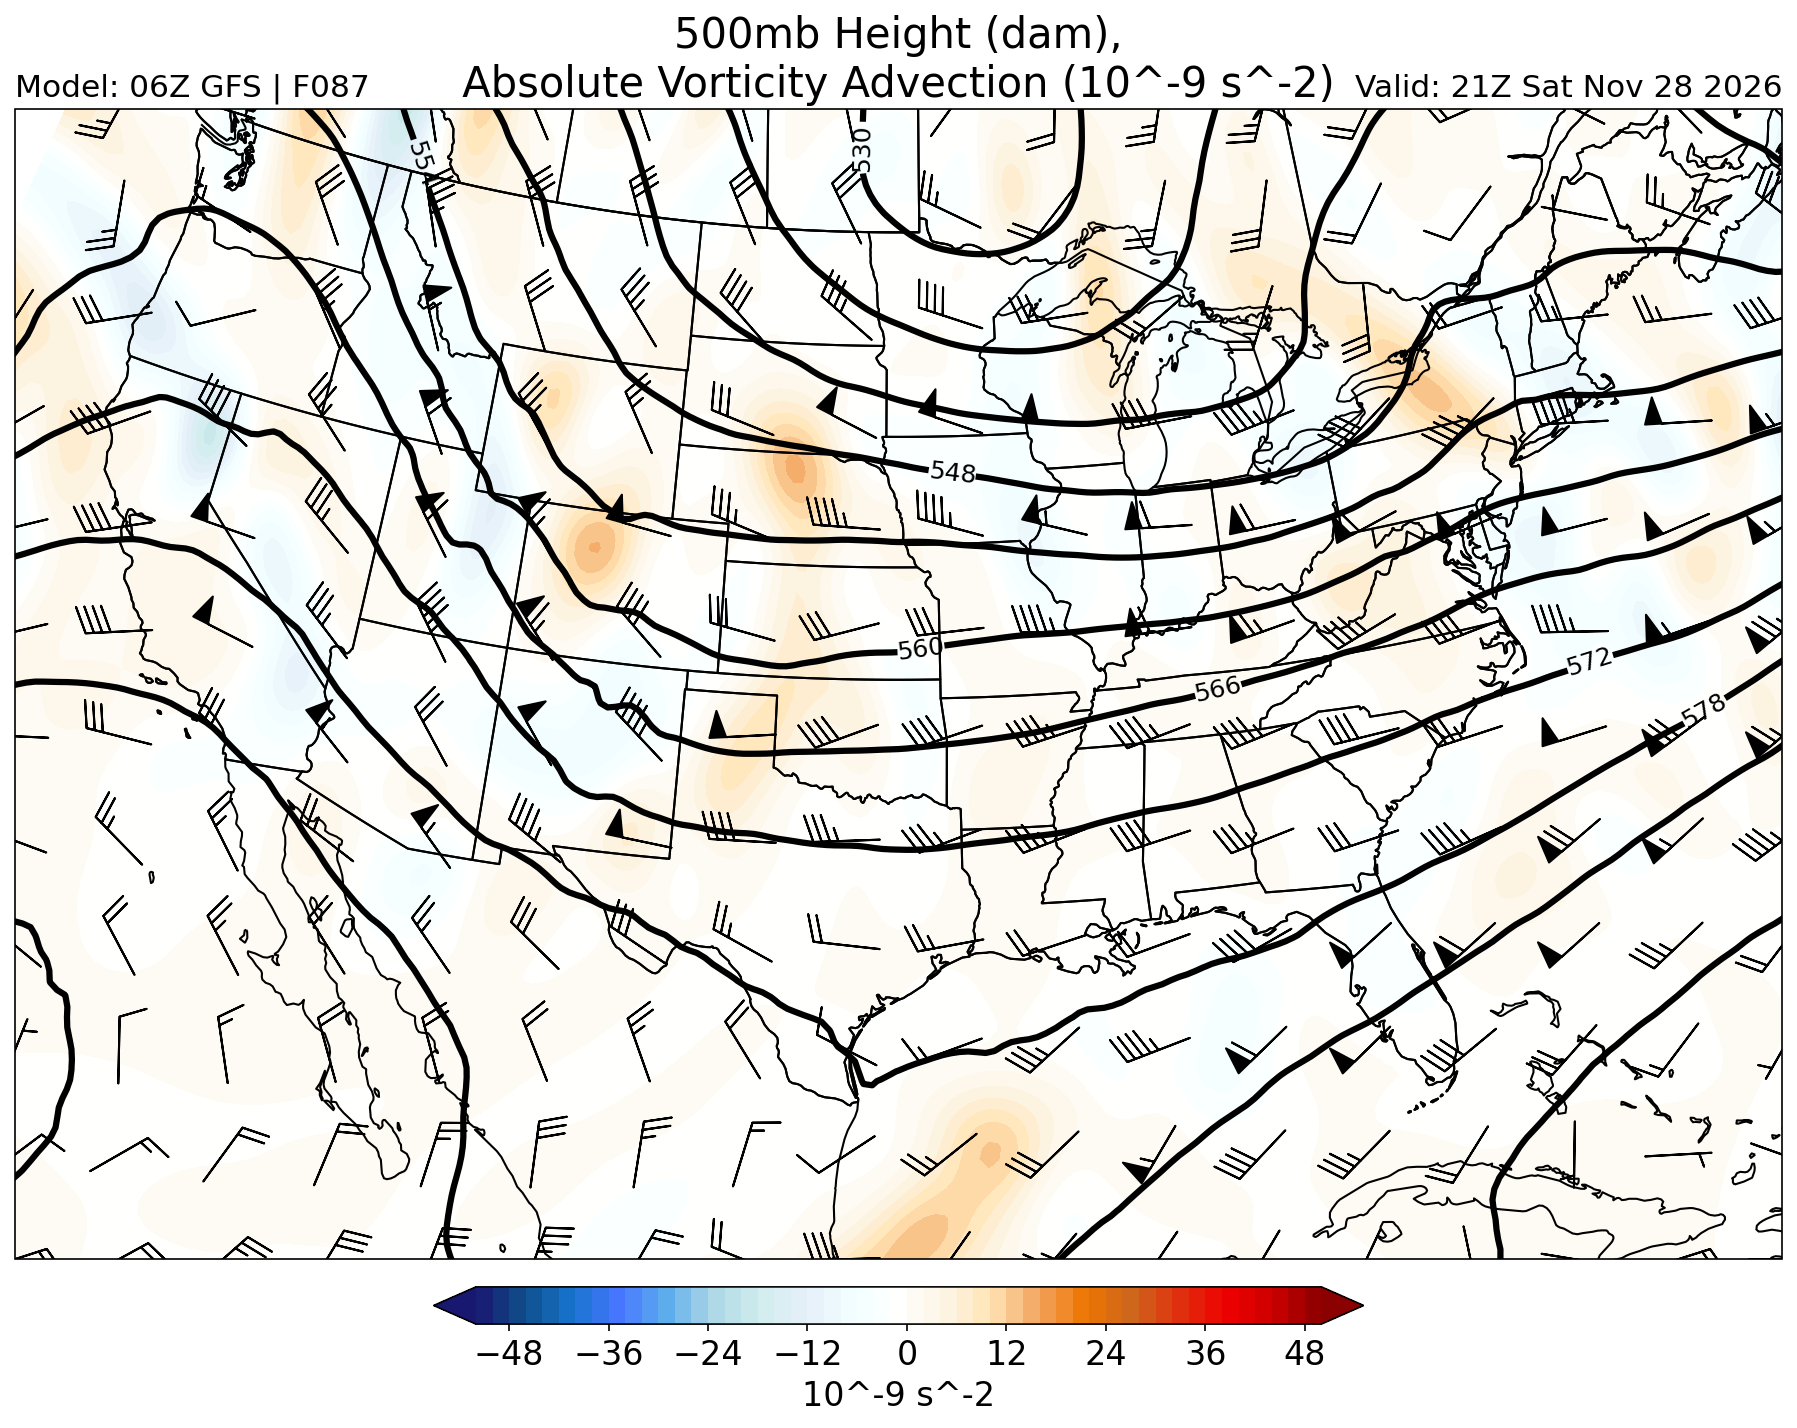 500mb Height (dam),
Model: 06Z GFS | F087
Absolute Vorticity Advection (10^-9 s^-2)
Valid: 21Z Sat Nov 28 2026
530
548
560
566
572
578
−48 −36 −24 −12 0 12 24 36 48
10^-9 s^-2